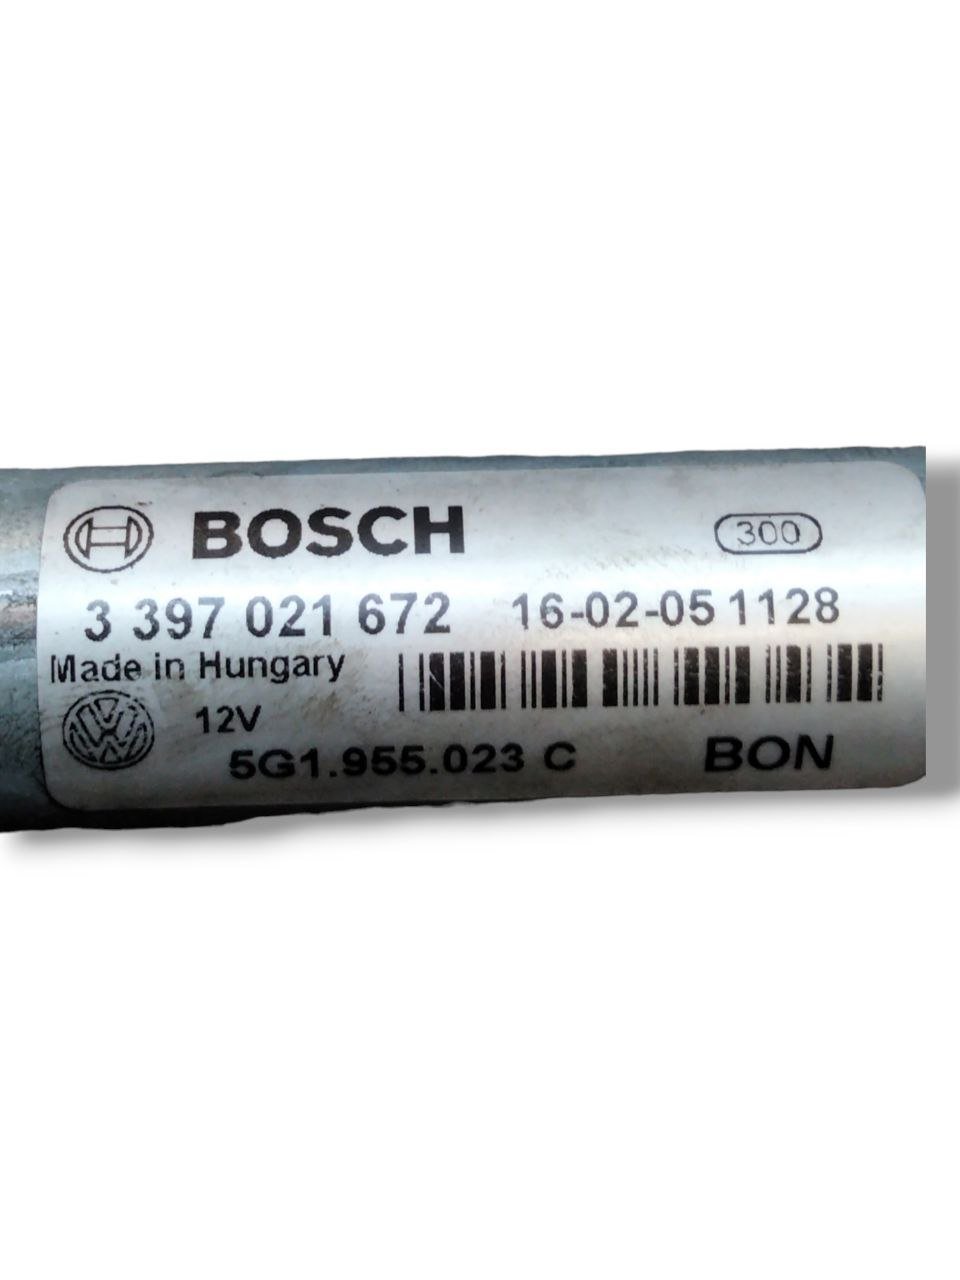 BOSCH 300
3 397 021 672 16-02-05 1128
Made in Hungary
12V
5G1.955.023 C BON